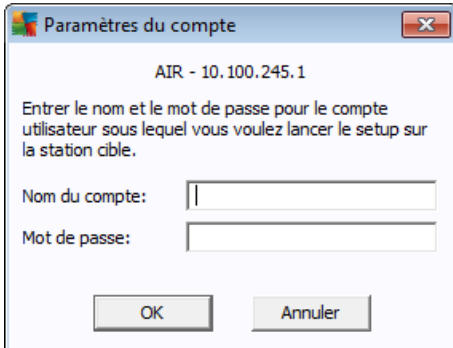 Paramètres du compte
AIR - 10.100.245.1
Entrer le nom et le mot de passe pour le compte
utilisateur sous lequel vous voulez lancer le setup sur
la station cible.
Nom du compte:
Mot de passe:
OK
Annuler